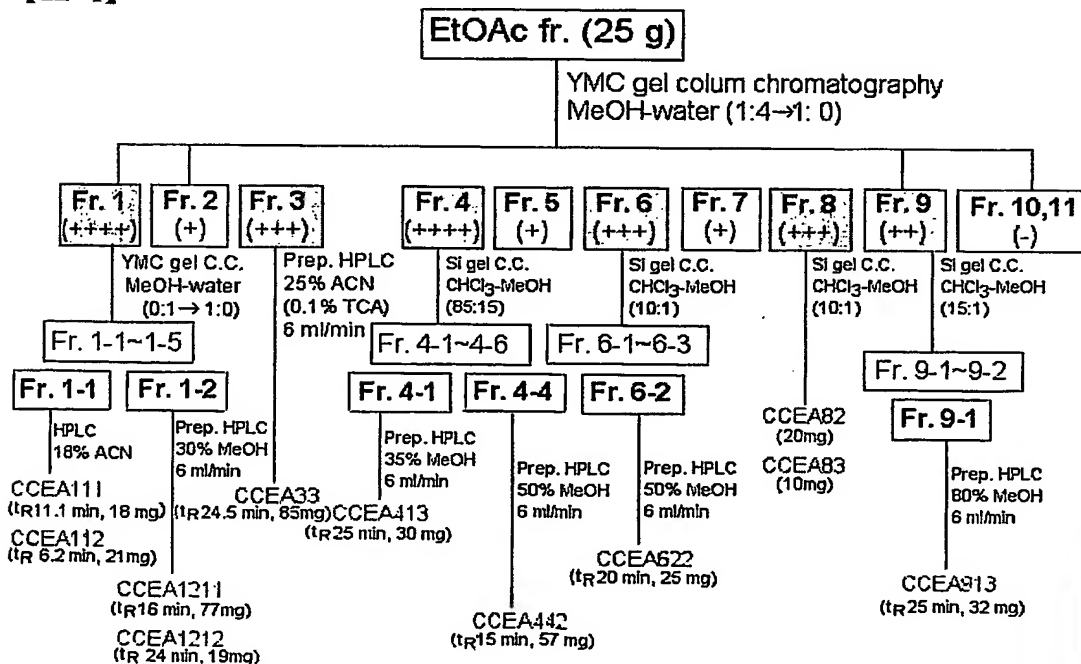 EtOAc fr. (25 g)
YMC gel colum chromatography
MeOH-water (1:4→1: 0)
Fr. 1
(++++)
Fr. 2
(+)
Fr. 3
(+++)
Fr. 4
(++++)
Fr. 5
(+)
Fr. 6
(+++)
Fr. 7
(+)
Fr. 8
(+++)
Fr. 9
(++)
Fr. 10,11
(-)
YMC gel C.C.
MeOH-water
(0:1→ 1:0)
Prep. HPLC
25% ACN
(0.1% TCA)
6 ml/min
Si gel C.C.
CHCl₃-MeOH
(85:15)
Si gel C.C.
CHCl₃-MeOH
(10:1)
Si gel C.C.
CHCl₃-MeOH
(10:1)
Si gel C.C.
CHCl₃-MeOH
(15:1)
Fr. 1-1~1-5
Fr. 4-1~4-6
Fr. 6-1~6-3
Fr. 9-1~9-2
Fr. 1-1
Fr. 1-2
Fr. 4-1
Fr. 4-4
Fr. 6-2
Fr. 9-1
HPLC
18% ACN
Prep. HPLC
30% MeOH
6 ml/min
Prep. HPLC
35% MeOH
6 ml/min
Prep. HPLC
50% MeOH
6 ml/min
Prep. HPLC
50% MeOH
6 ml/min
Prep. HPLC
80% MeOH
6 ml/min
CCEA82
(20mg)
CCEA83
(10mg)
CCEA111
(tR11.1 min, 18 mg)
CCEA112
(tR 6.2 min, 21mg)
CCEA33
(tR24.5 min, 85mg)
CCEA413
(tR25 min, 30 mg)
CCEA622
(tR20 min, 25 mg)
CCEA913
(tR25 min, 32 mg)
CCEA1211
(tR16 min, 77mg)
CCEA1212
(tR 24 min, 19mg)
CCEA442
(tR15 min, 57 mg)